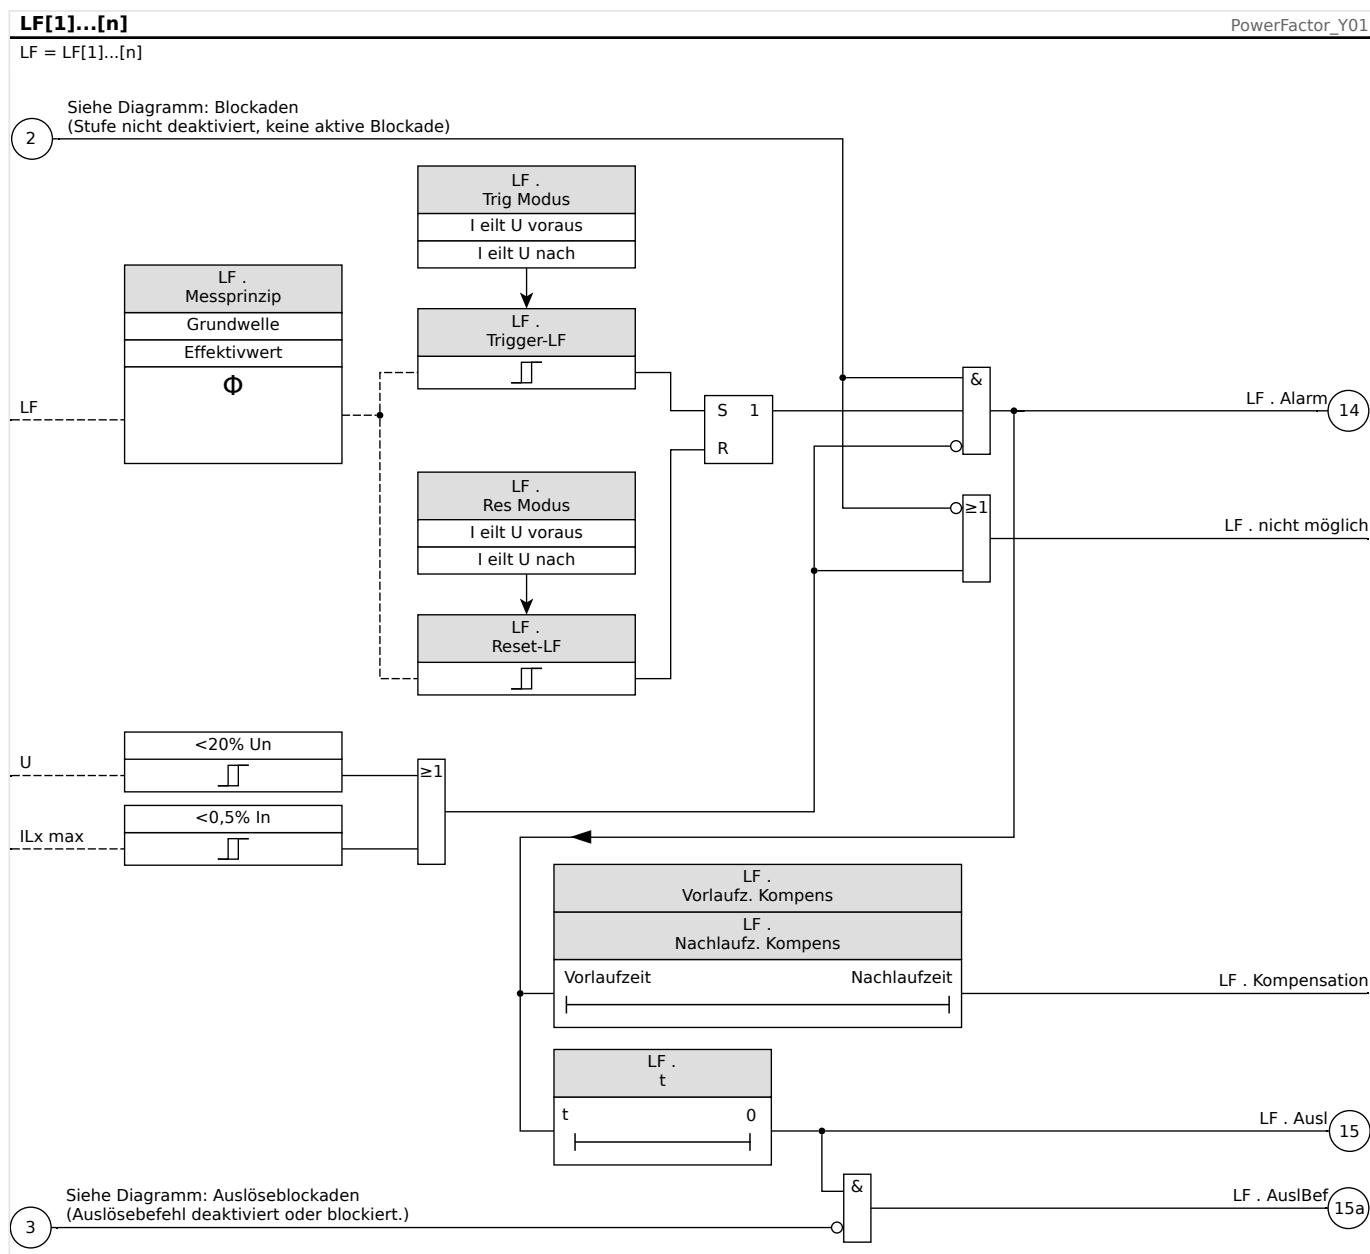 LF[1]...[n]
PowerFactor_Y01
LF = LF[1]...[n]
Siehe Diagramm: Blockaden
(Stufe nicht deaktiviert, keine aktive Blockade)
2
LF .
Trig Modus
I eilt U voraus
I eilt U nach
LF .
Messprinzip
Grundwelle
Effektivwert
Φ
LF
LF .
Trigger-LF
S 1
R
&
LF . Alarm
14
LF .
Res Modus
I eilt U voraus
I eilt U nach
≥1
LF . nicht möglich
LF .
Reset-LF
U
<20% Un
≥1
ILx max
<0,5% In
LF .
Vorlaufz. Kompens
LF .
Nachlaufz. Kompens
Vorlaufzeit Nachlaufzeit
LF . Kompensation
LF .
t
t 0
LF . Ausl
15
Siehe Diagramm: Auslöseblockaden
(Auslösebefehl deaktiviert oder blockiert.)
3
&
LF . AuslBef
15a